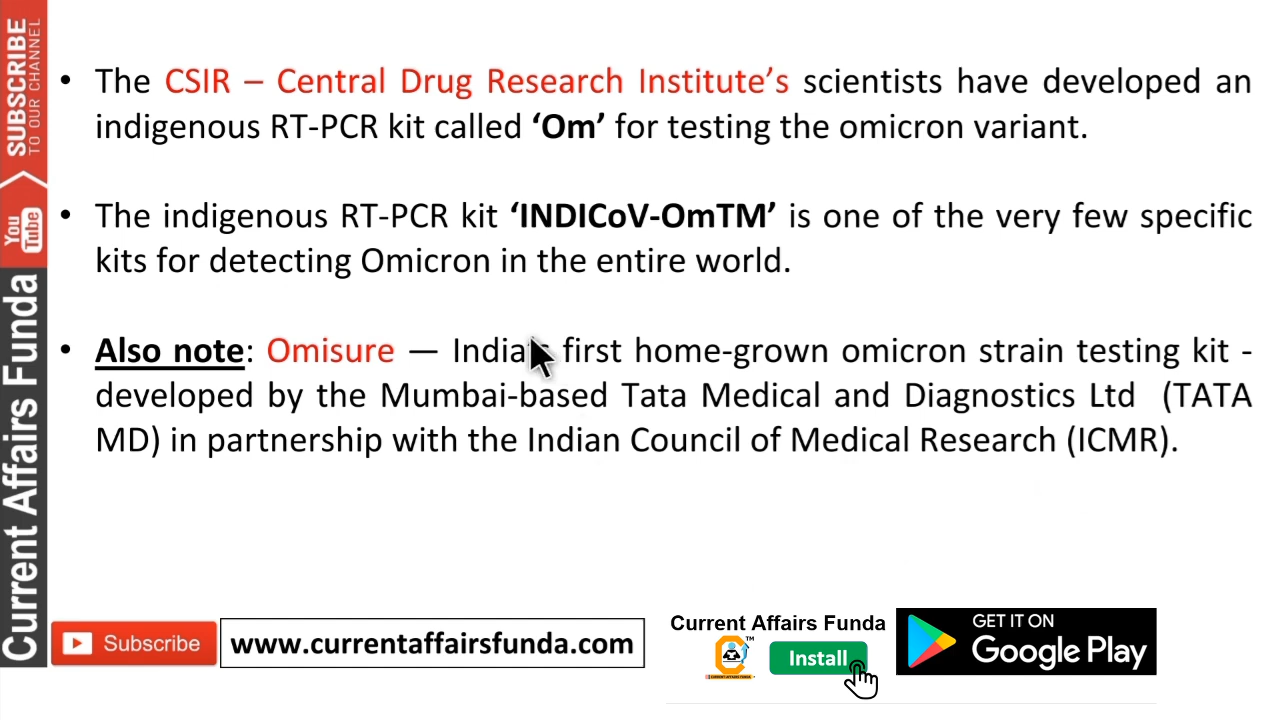 SUBSCRIBE
TO OUR CHANNEL
You
Tube
Current Affairs Funda
• The CSIR – Central Drug Research Institute’s scientists have developed an
indigenous RT-PCR kit called ‘Om’ for testing the omicron variant.
• The indigenous RT-PCR kit ‘INDICoV-OmTM’ is one of the very few specific
kits for detecting Omicron in the entire world.
• Also note: Omisure — India's first home-grown omicron strain testing kit -
developed by the Mumbai-based Tata Medical and Diagnostics Ltd (TATA
MD) in partnership with the Indian Council of Medical Research (ICMR).
Subscribe
www.currentaffairsfunda.com
Current Affairs Funda
TM
CURRENT AFFAIRS FUNDA
Install
GET IT ON
Google Play